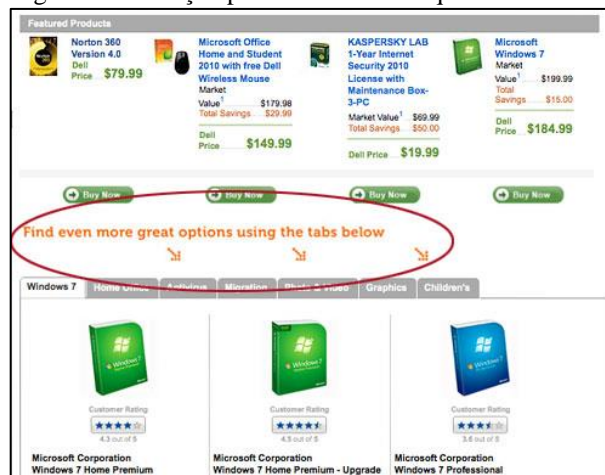 Featured Products
Norton 360
Version 4.0
Dell
Price $79.99
Microsoft Office
Home and Student
2010 with free Dell
Wireless Mouse
Market
Value1 $179.98
Total Savings $29.99
Dell
Price $149.99
KASPERSKY LAB
1-Year Internet
Security 2010
License with
Maintenance Box-
3-PC
Market Value1 $69.99
Total Savings $50.00
Dell Price $19.99
Microsoft
Windows 7
Market
Value1 $199.99
Total
Savings $15.00
Dell
Price $184.99
Buy Now Buy Now Buy Now Buy Now
Find even more great options using the tabs below
Windows 7 Home Office Antivirus Migration Photo & Video Graphics Children's
Customer Rating
4.3 out of 5
Microsoft Corporation
Windows 7 Home Premium
Customer Rating
4.5 out of 5
Microsoft Corporation
Windows 7 Home Premium - Upgrade
Customer Rating
3.6 out of 5
Microsoft Corporation
Windows 7 Professional